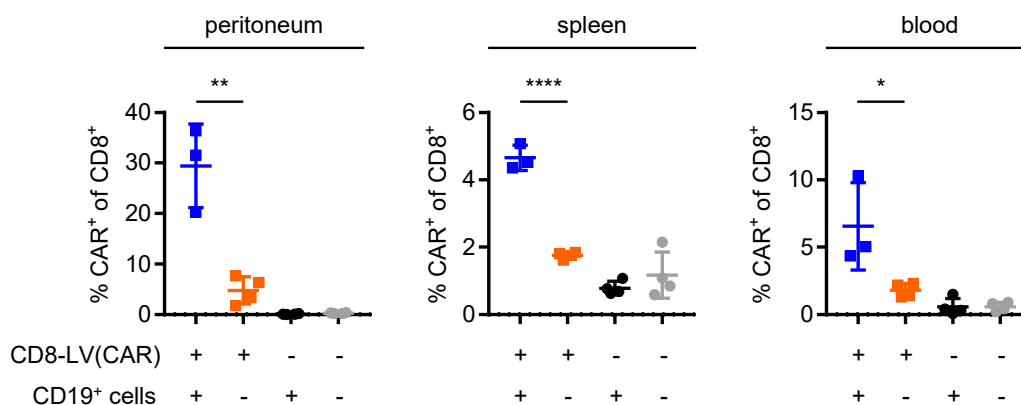 peritoneum
spleen
blood
** **** *
% CAR⁺ of CD8⁺
40
30
20
10
0
% CAR⁺ of CD8⁺
6
4
2
0
% CAR⁺ of CD8⁺
15
10
5
0
CD8-LV(CAR) + + - - + + - - + + - -
CD19⁺ cells + - + - + - + - + - + -